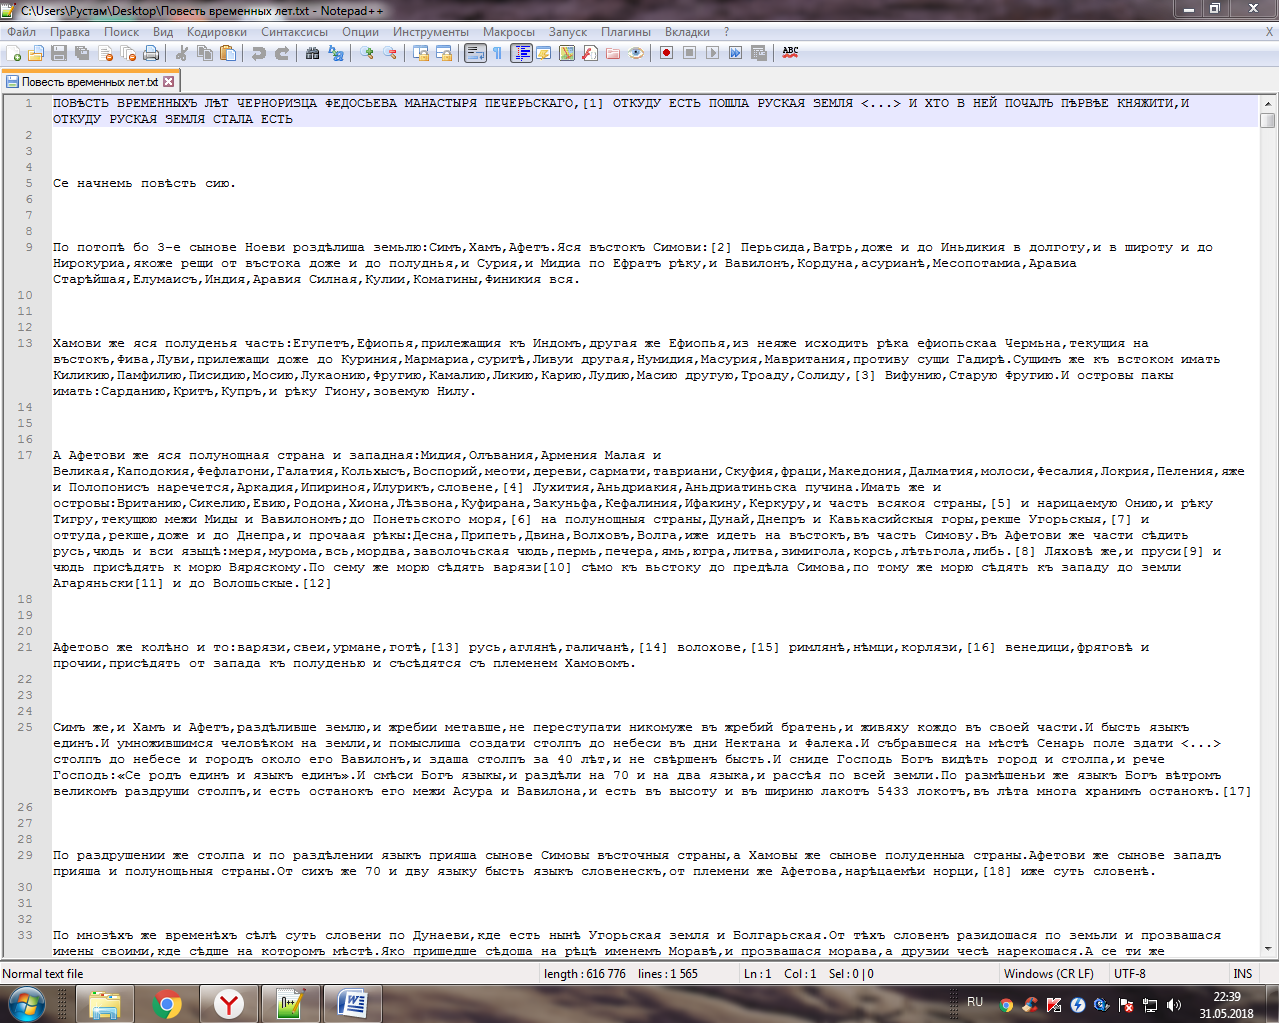 C:\Users\Рустам\Desktop\Повесть временных лет.txt - Notepad++
Файл Правка Поиск Вид Кодировки Синтаксисы Опции Инструменты Макросы Запуск Плагины Вкладки ? X
ABC
Повесть временных лет.txt
1 ПОВѢСТЬ ВРЕМЕННЫХЪ ЛѢТ ЧЕРНОРИЗЦА ФЕДОСЬЕВА МАНАСТЫРЯ ПЕЧЕРЬСКАГО,[1] ОТКУДУ ЕСТЬ ПОШЛА РУСКАЯ ЗЕМЛЯ <...> И ХТО В НЕЙ ПОЧАЛЪ ПѢРВѢЕ КНЯЖИТИ,И
ОТКУДУ РУСКАЯ ЗЕМЛЯ СТАЛА ЕСТЬ
2
3
4
5 Се начнемь повѣсть сию.
6
7
8
9 По потопѣ бо 3-е сынове Ноеви роздѣлиша землю:Симъ,Хамъ,Афетъ.Яся въстокъ Симови:[2] Перьсида,Ватрь,доже и до Иньдикия в долготу,и в широту и до
Нирокуриа,якоже рещи от въстока доже и до полуднья,и Сурия,и Мидиа по Ефратъ рѣку,и Вавилонъ,Кордуна,асурианѣ,Месопотамиа,Аравиа
Старѣйшая,Елумаисъ,Индия,Аравия Силная,Кулии,Комагины,Финикия вся.
10
11
12
13 Хамови же яся полуденья часть:Егупетъ,Ефиопья,прилежащия къ Индомъ,другая же Ефиопья,из неяже исходить рѣка ефиопьскаа Чермьна,текущия на
въстокъ,Фива,Луви,прилежащи доже до Куриния,Мармариа,суритѣ,Ливуи другая,Нумидия,Масурия,Мавритания,противу сущи Гадирѣ.Сущимъ же къ встоком имать
Киликию,Памфилию,Писидию,Мосию,Лукаонию,Фругию,Камалию,Ликию,Карию,Лудию,Масию другую,Троаду,Солиду,[3] Вифунию,Старую Фругию.И островы пакы
имать:Сарданию,Критъ,Купръ,и рѣку Гиону,зовемую Нилу.
14
15
16
17 А Афетови же яся полунощная страна и западная:Мидия,Олъвания,Армения Малая и
Великая,Каподокия,Фефлагони,Галатия,Кольхысъ,Воспорий,меоти,дереви,сармати,тавриани,Скуфия,фраци,Македония,Далматия,молоси,Фесалия,Локрия,Пеления,яже
и Полопонисъ наречется,Аркадия,Ипириноя,Илурикъ,словене,[4] Лухития,Аньдриакия,Аньдриатиньска пучина.Имать же и
островы:Вританию,Сикелию,Евию,Родона,Хиона,Лѣзвона,Куфирана,Закуньфа,Кефалиния,Ифакину,Керкуру,и часть всякоя страны,[5] и нарицаемую Онию,и рѣку
Тигру,текущюю межи Миды и Вавилономъ;до Понетьского моря,[6] на полунощныя страны,Дунай,Днепръ и Кавькасийскыя горы,рекше Угорьскыя,[7] и
оттуда,рекше,доже и до Днепра,и прочаая рѣкы:Десна,Припеть,Двина,Волховъ,Волга,иже идеть на въстокъ,въ часть Симову.Въ Афетови же части сѣдить
русь,чюдь и вси языцѣ:меря,мурома,всь,мордва,заволочьская чюдь,пермь,печера,ямь,югра,литва,зимигола,корсь,лѣтьгола,либь.[8] Ляховѣ же,и пруси[9] и
чюдь присѣдять к морю Вяряскому.По сему же морю сѣдять варязи[10] сѣмо къ вьстоку до предѣла Симова,по тому же морю сѣдять къ западу до земли
Агаряньски[11] и до Волошьскые.[12]
18
19
20
21 Афетово же колѣно и то:варязи,свеи,урмане,готѣ,[13] русь,аглянѣ,галичанѣ,[14] волохове,[15] римлянѣ,нѣмци,корлязи,[16] венедици,фряговѣ и
прочии,присѣдять от запада къ полуденью и съсѣдятся съ племенем Хамовомъ.
22
23
24
25 Симъ же,и Хамъ и Афетъ,раздѣливше землю,и жребии метавше,не переступати никомуже въ жребий братень,и живяху кождо въ своей части.И бысть языкъ
единъ.И умножившимся человѣком на земли,и помыслиша создати столпъ до небеси въ дни Нектана и Фалека.И събравшеся на мѣстѣ Сенарь поле здати <...>
столпъ до небесе и городъ около его Вавилонъ,и здаша столпъ за 40 лѣт,и не свѣршенъ бысть.И сниде Господь Богъ видѣть город и столпа,и рече
Господь:«Се родъ единъ и языкъ единъ».И смѣси Богъ языкы,и раздѣли на 70 и на два языка,и рассѣя по всей земли.По размѣшеньи же языкъ Богъ вѣтромъ
великомъ раздруши столпъ,и есть останокъ его межи Асура и Вавилона,и есть въ высоту и въ ширину лакотъ 5433 локотъ,въ лѣта многа хранимъ останокъ.[17]
26
27
28
29 По раздрушении же столпа и по раздѣлении языкъ прияша сынове Симовы въсточныя страны,а Хамовы же сынове полуденныа страны.Афетови же сынове западъ
прияша и полунощьныя страны.От сихъ же 70 и дву языку бысть языкъ словенескъ,от племени же Афетова,нарѣцаемѣи норци,[18] иже суть словенѣ.
30
31
32
33 По мнозѣхъ же временѣхъ сѣлѣ суть словени по Дунаеви,кде есть нынѣ Угорьская земля и Болгарьская.От тѣхъ словенъ разидошася по земьли и прозвашася
имены своими,кде сѣдше на которомъ мѣстѣ.Яко пришедше сѣдоша на рѣцѣ именемъ Моравѣ,и прозвашася морава,а друзии чесѣ нарекошася.А се ти же
Normal text file length : 616 776 lines : 1 565 Ln : 1 Col : 1 Sel : 0 | 0 Windows (CR LF) UTF-8 INS
RU 22:39
31.05.2018